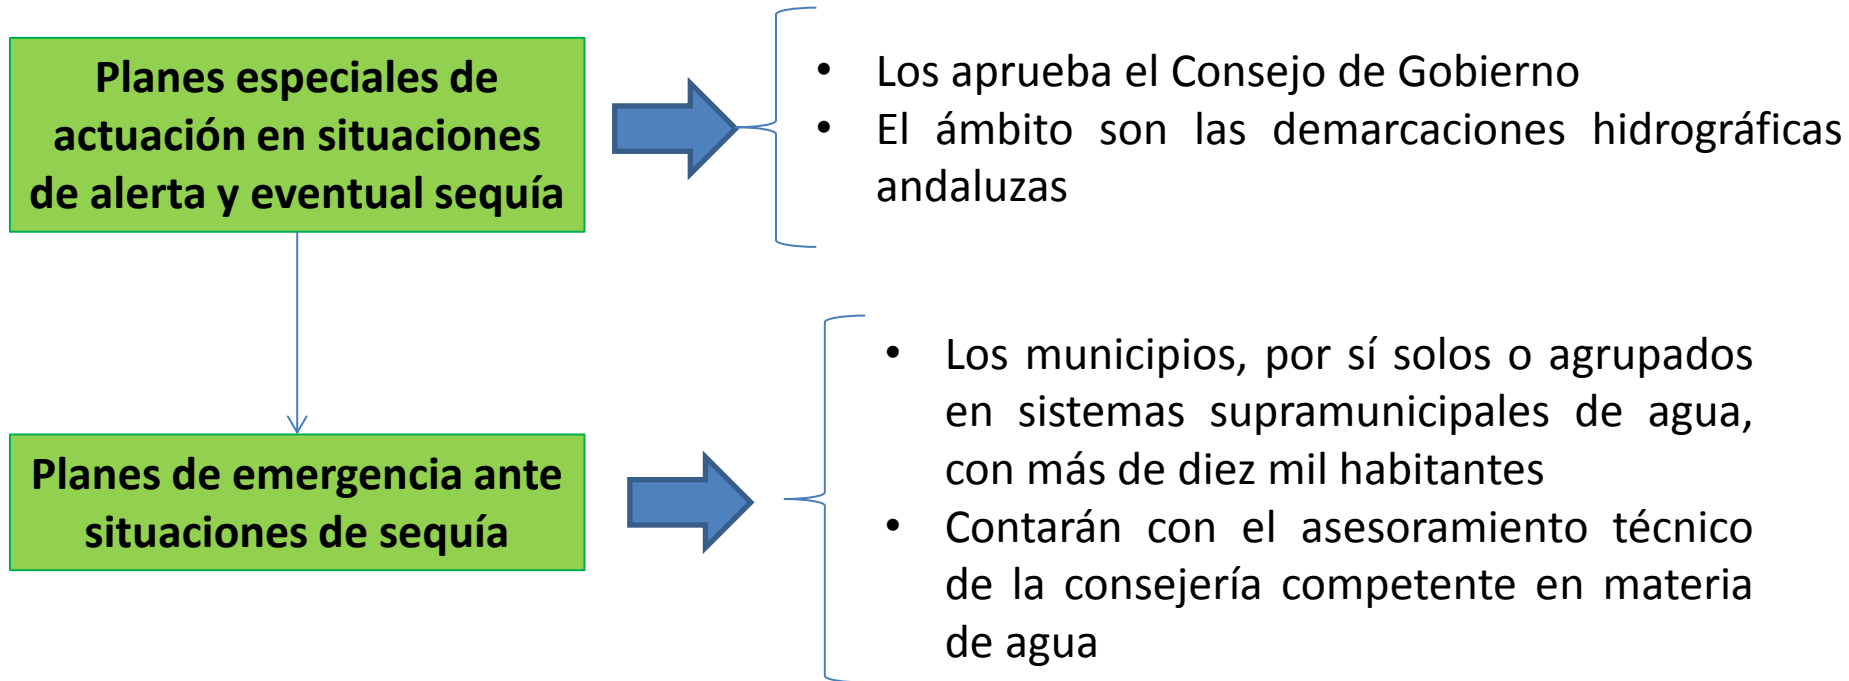 Planes especiales de
actuación en situaciones
de alerta y eventual sequía
• Los aprueba el Consejo de Gobierno
• El ámbito son las demarcaciones hidrográficas
andaluzas
Planes de emergencia ante
situaciones de sequía
• Los municipios, por sí solos o agrupados
en sistemas supramunicipales de agua,
con más de diez mil habitantes
• Contarán con el asesoramiento técnico
de la consejería competente en materia
de agua